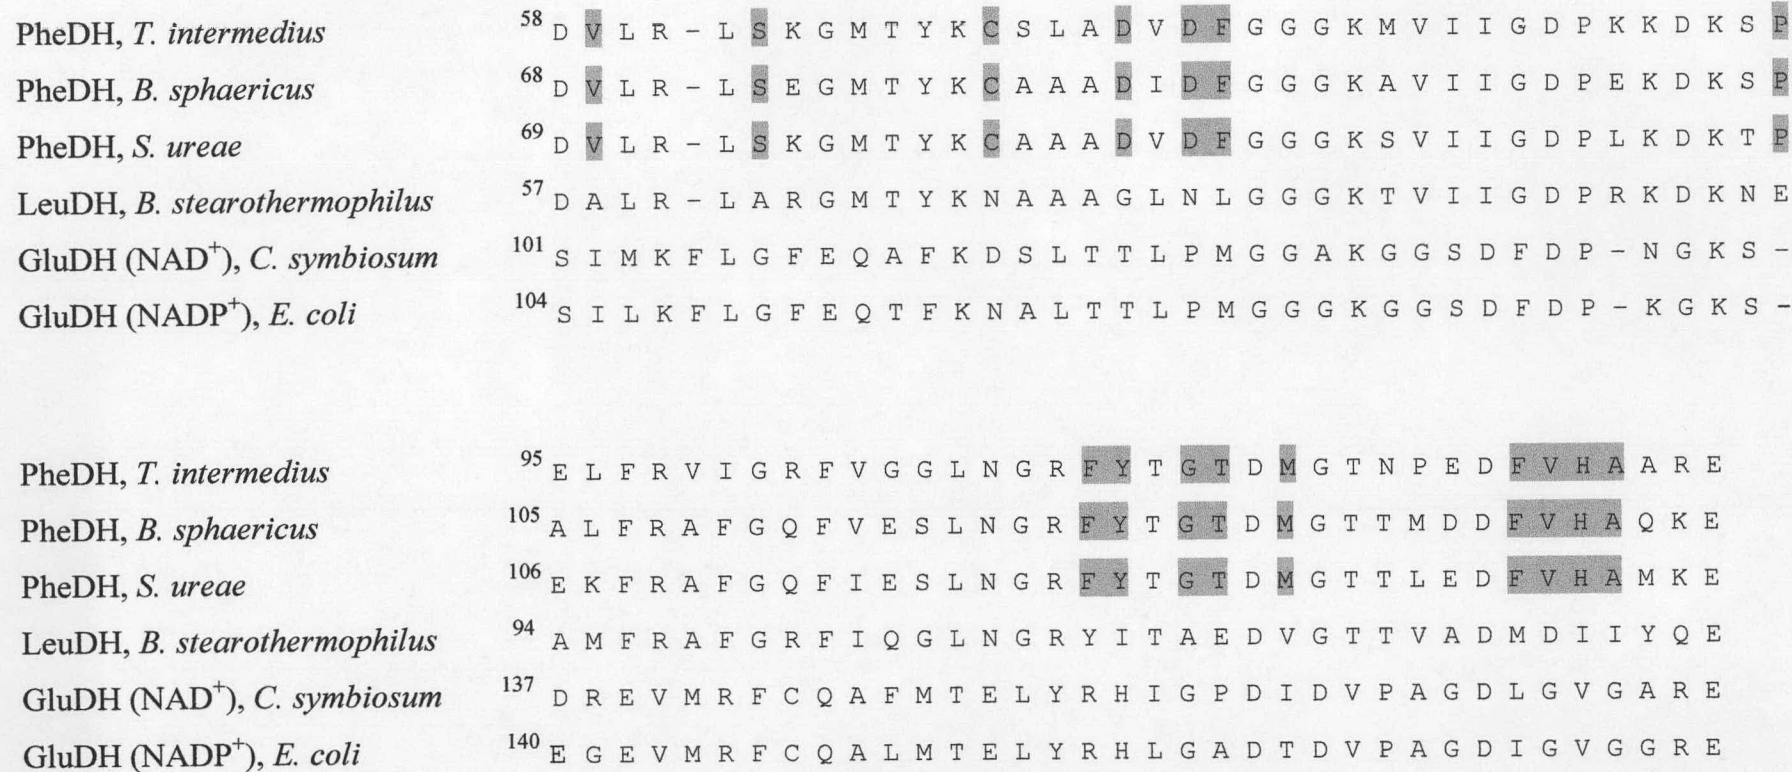 PheDH, T. intermedius 58 D V L R - L S K G M T Y K C S L A D V D F G G G K M V I I G D P K K D K S P
PheDH, B. sphaericus 68 D V L R - L S E G M T Y K C A A A D I D F G G G K A V I I G D P E K D K S P
PheDH, S. ureae 69 D V L R - L S K G M T Y K C A A A D V D F G G G K S V I I G D P L K D K T P
LeuDH, B. stearothermophilus 57 D A L R - L A R G M T Y K N A A A G L N L G G G K T V I I G D P R K D K N E
GluDH (NAD+), C. symbiosum 101 S I M K F L G F E Q A F K D S L T T L P M G G A K G G S D F D P - N G K S -
GluDH (NADP+), E. coli 104 S I L K F L G F E Q T F K N A L T T L P M G G G K G G S D F D P - K G K S -
PheDH, T. intermedius 95 E L F R V I G R F V G G L N G R F Y T G T D M G T N P E D F V H A A R E
PheDH, B. sphaericus 105 A L F R A F G Q F V E S L N G R F Y T G T D M G T T M D D F V H A Q K E
PheDH, S. ureae 106 E K F R A F G Q F I E S L N G R F Y T G T D M G T T L E D F V H A M K E
LeuDH, B. stearothermophilus 94 A M F R A F G R F I Q G L N G R Y I T A E D V G T T V A D M D I I Y Q E
GluDH (NAD+), C. symbiosum 137 D R E V M R F C Q A F M T E L Y R H I G P D I D V P A G D L G V G A R E
GluDH (NADP+), E. coli 140 E G E V M R F C Q A L M T E L Y R H L G A D T D V P A G D I G V G G R E